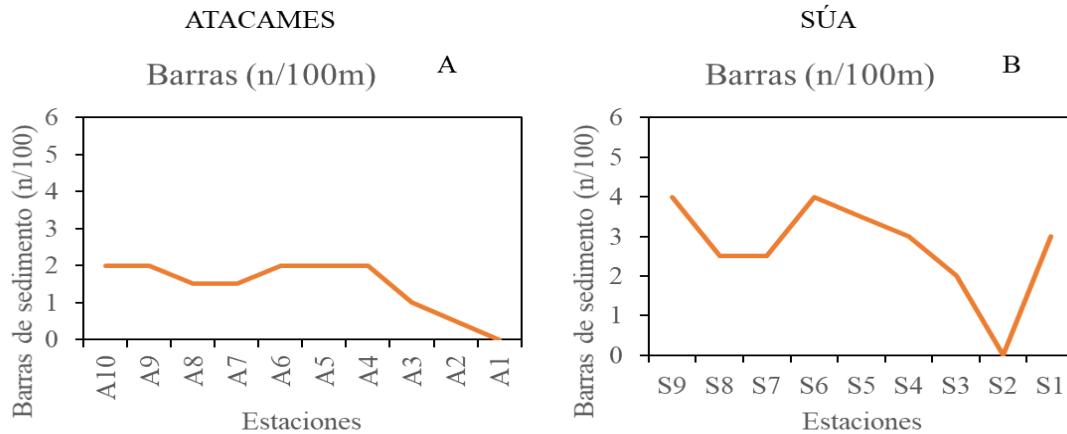 ATACAMES
Barras (n/100m)
A
Barras de sedimento (n/100)
6
5
4
3
2
1
0
A10 A9 A8 A7 A6 A5 A4 A3 A2 A1
Estaciones
SÚA
Barras (n/100m)
B
Barras de sedimento (n/100)
6
5
4
3
2
1
0
S9 S8 S7 S6 S5 S4 S3 S2 S1
Estaciones